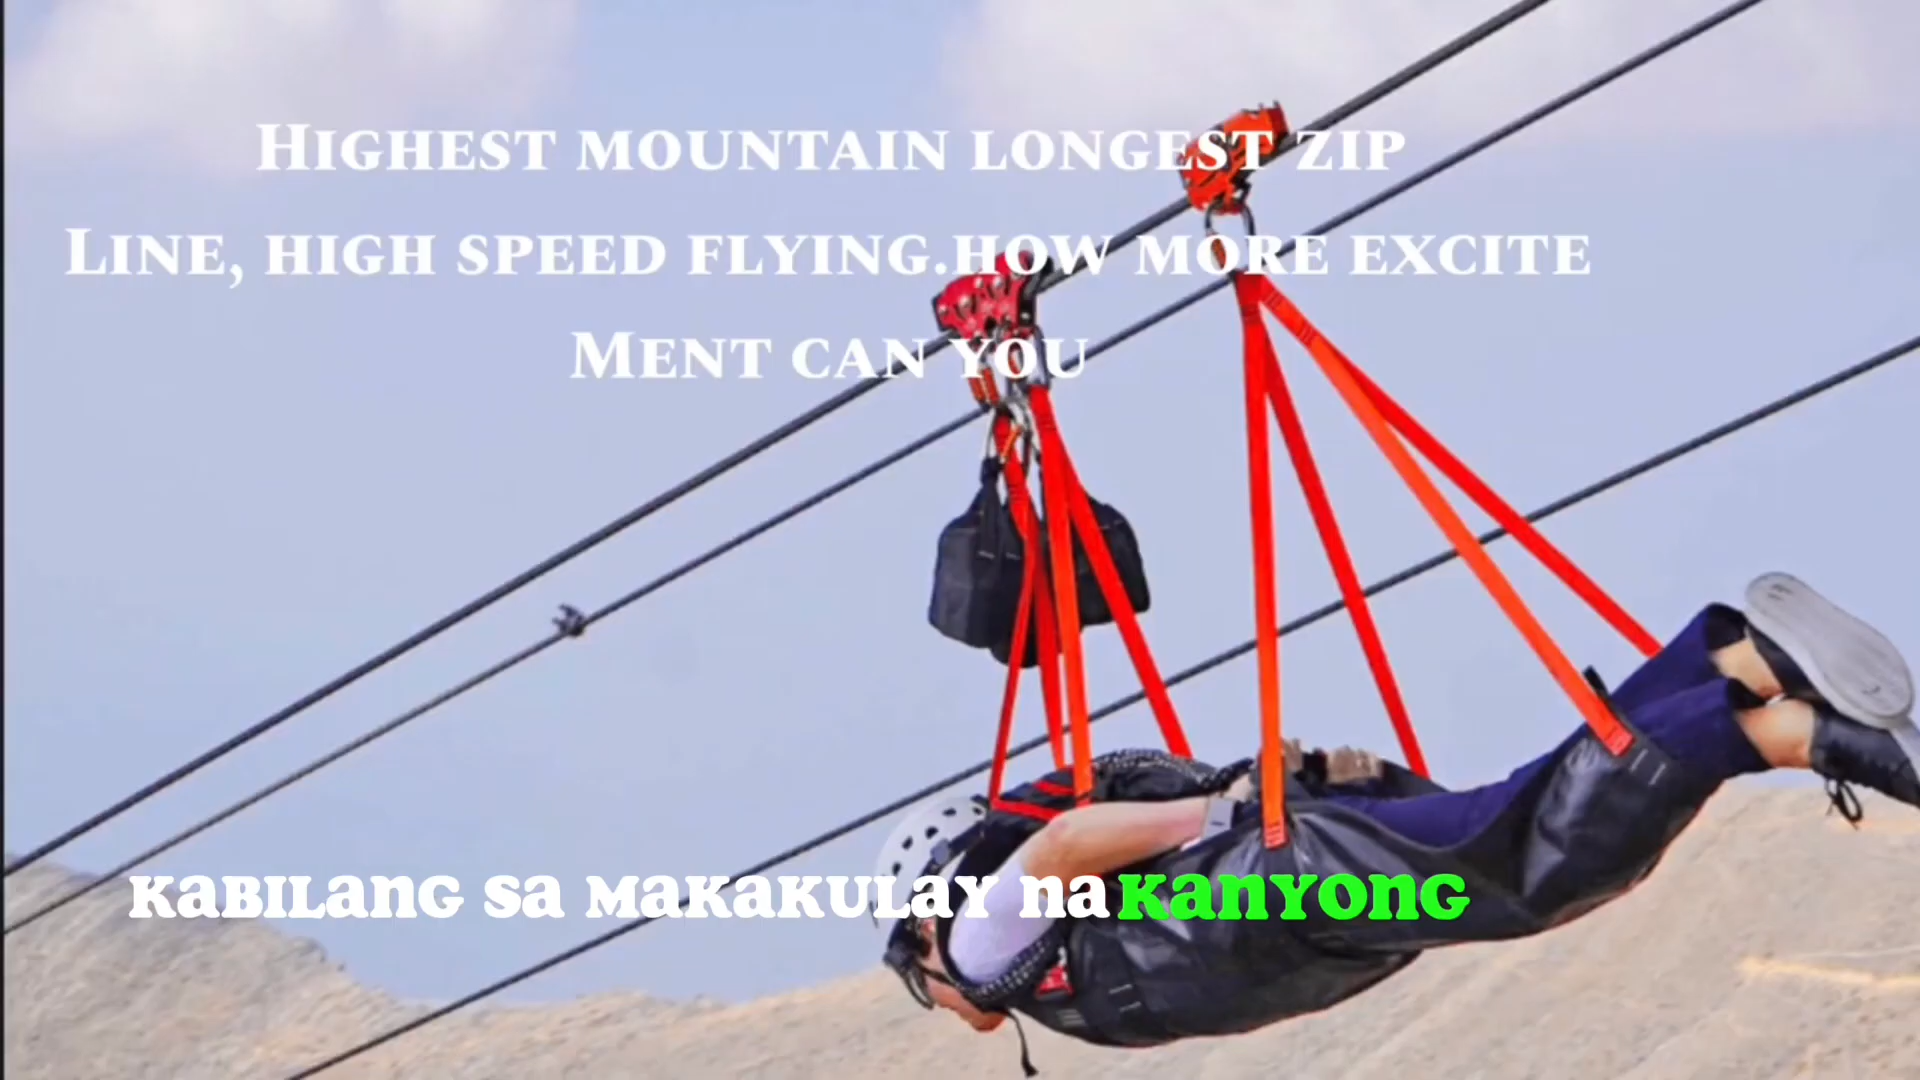 Highest mountain longest zip
Line, high speed flying.how more excite
Ment can you
KABILANG SA MAKAKULAY NA KANYONG